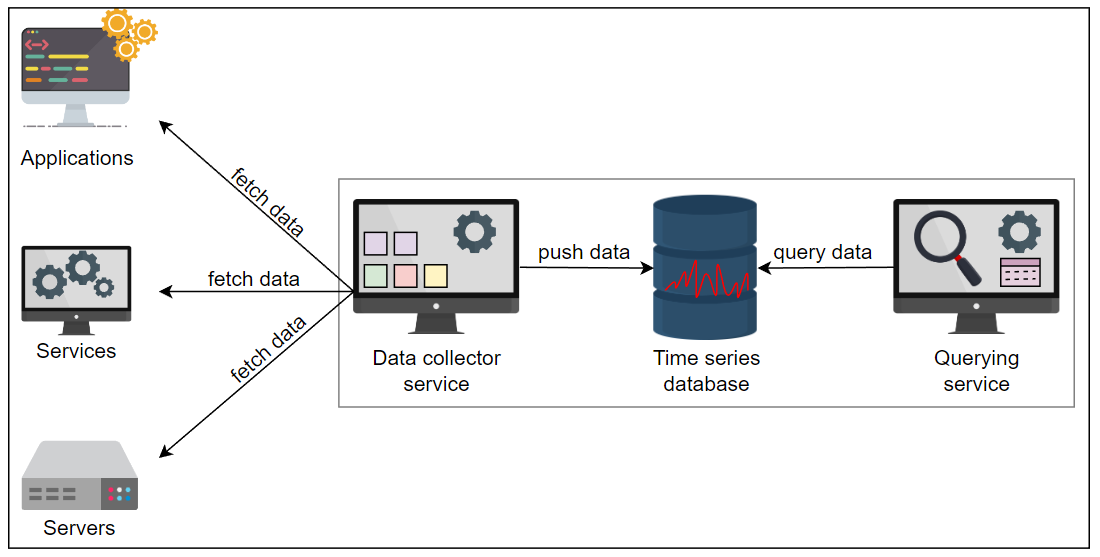 Applications
fetch data
fetch data
Services
fetch data
Servers
Data collector
service
push data
Time series
database
query data
Querying
service